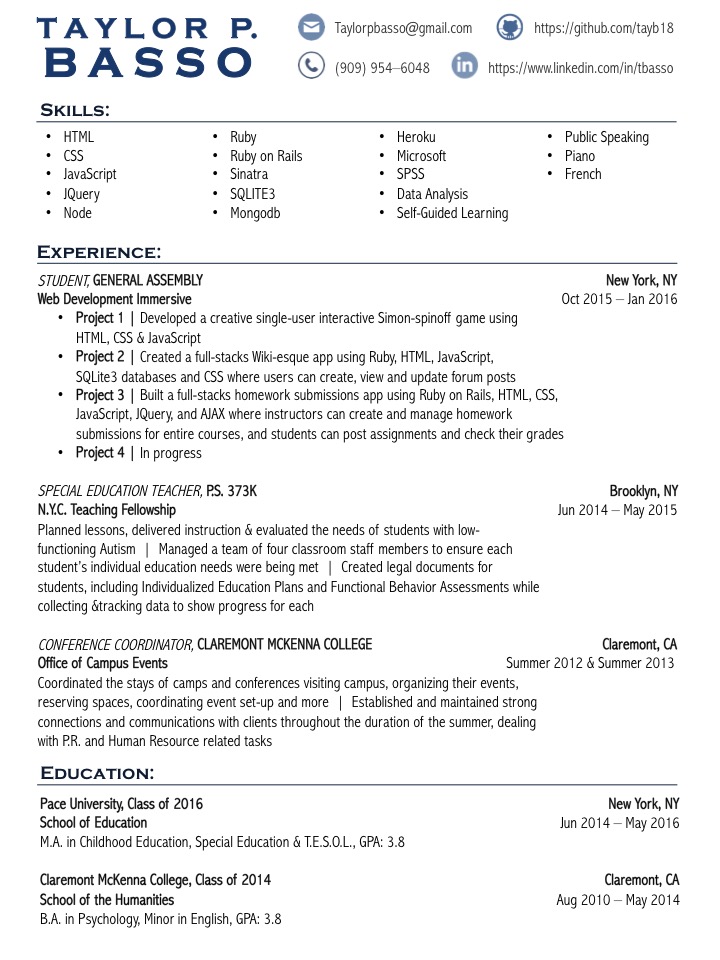 TAYLOR P.
BASSO
Taylorpbasso@gmail.com
https://github.com/tayb18
(909) 954–6048
in
https://www.linkedin.com/in/tbasso
SKILLS:
• HTML
• CSS
• JavaScript
• JQuery
• Node
• Ruby
• Ruby on Rails
• Sinatra
• SQLITE3
• Mongodb
• Heroku
• Microsoft
• SPSS
• Data Analysis
• Self-Guided Learning
• Public Speaking
• Piano
• French
EXPERIENCE:
STUDENT, GENERAL ASSEMBLY New York, NY
Web Development Immersive Oct 2015 – Jan 2016
• Project 1 | Developed a creative single-user interactive Simon-spinoff game using
HTML, CSS & JavaScript
• Project 2 | Created a full-stacks Wiki-esque app using Ruby, HTML, JavaScript,
SQLite3 databases and CSS where users can create, view and update forum posts
• Project 3 | Built a full-stacks homework submissions app using Ruby on Rails, HTML, CSS,
JavaScript, JQuery, and AJAX where instructors can create and manage homework
submissions for entire courses, and students can post assignments and check their grades
• Project 4 | In progress
SPECIAL EDUCATION TEACHER, P.S. 373K Brooklyn, NY
N.Y.C. Teaching Fellowship Jun 2014 – May 2015
Planned lessons, delivered instruction & evaluated the needs of students with low-
functioning Autism | Managed a team of four classroom staff members to ensure each
student's individual education needs were being met | Created legal documents for
students, including Individualized Education Plans and Functional Behavior Assessments while
collecting &tracking data to show progress for each
CONFERENCE COORDINATOR, CLAREMONT MCKENNA COLLEGE Claremont, CA
Office of Campus Events Summer 2012 & Summer 2013
Coordinated the stays of camps and conferences visiting campus, organizing their events,
reserving spaces, coordinating event set-up and more | Established and maintained strong
connections and communications with clients throughout the duration of the summer, dealing
with P.R. and Human Resource related tasks
EDUCATION:
Pace University, Class of 2016 New York, NY
School of Education Jun 2014 – May 2016
M.A. in Childhood Education, Special Education & T.E.S.O.L., GPA: 3.8
Claremont McKenna College, Class of 2014 Claremont, CA
School of the Humanities Aug 2010 – May 2014
B.A. in Psychology, Minor in English, GPA: 3.8